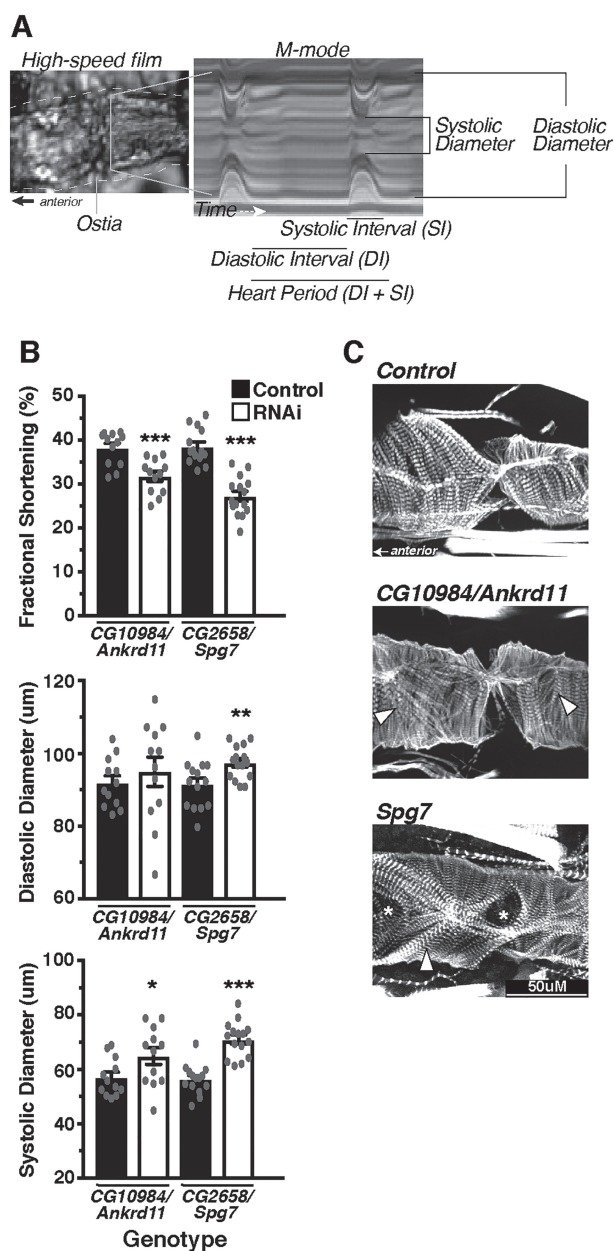 A
High-speed film
M-mode
Systolic
Diameter
Diastolic
Diameter
anterior
Ostia
Time
Systolic Interval (SI)
Diastolic Interval (DI)
Heart Period (DI + SI)
B
Fractional Shortening (%)
50
40
30
20
10
0
Control
RNAi
***
***
CG10984/
Ankrd11
CG2658/
Spg7
Diastolic Diameter (um)
120
100
80
60
**
CG10984/
Ankrd11
CG2658/
Spg7
Systolic Diameter (um)
100
80
60
40
20
*
***
CG10984/
Ankrd11
CG2658/
Spg7
Genotype
C
Control
anterior
CG10984/Ankrd11
Spg7
*
*
50uM